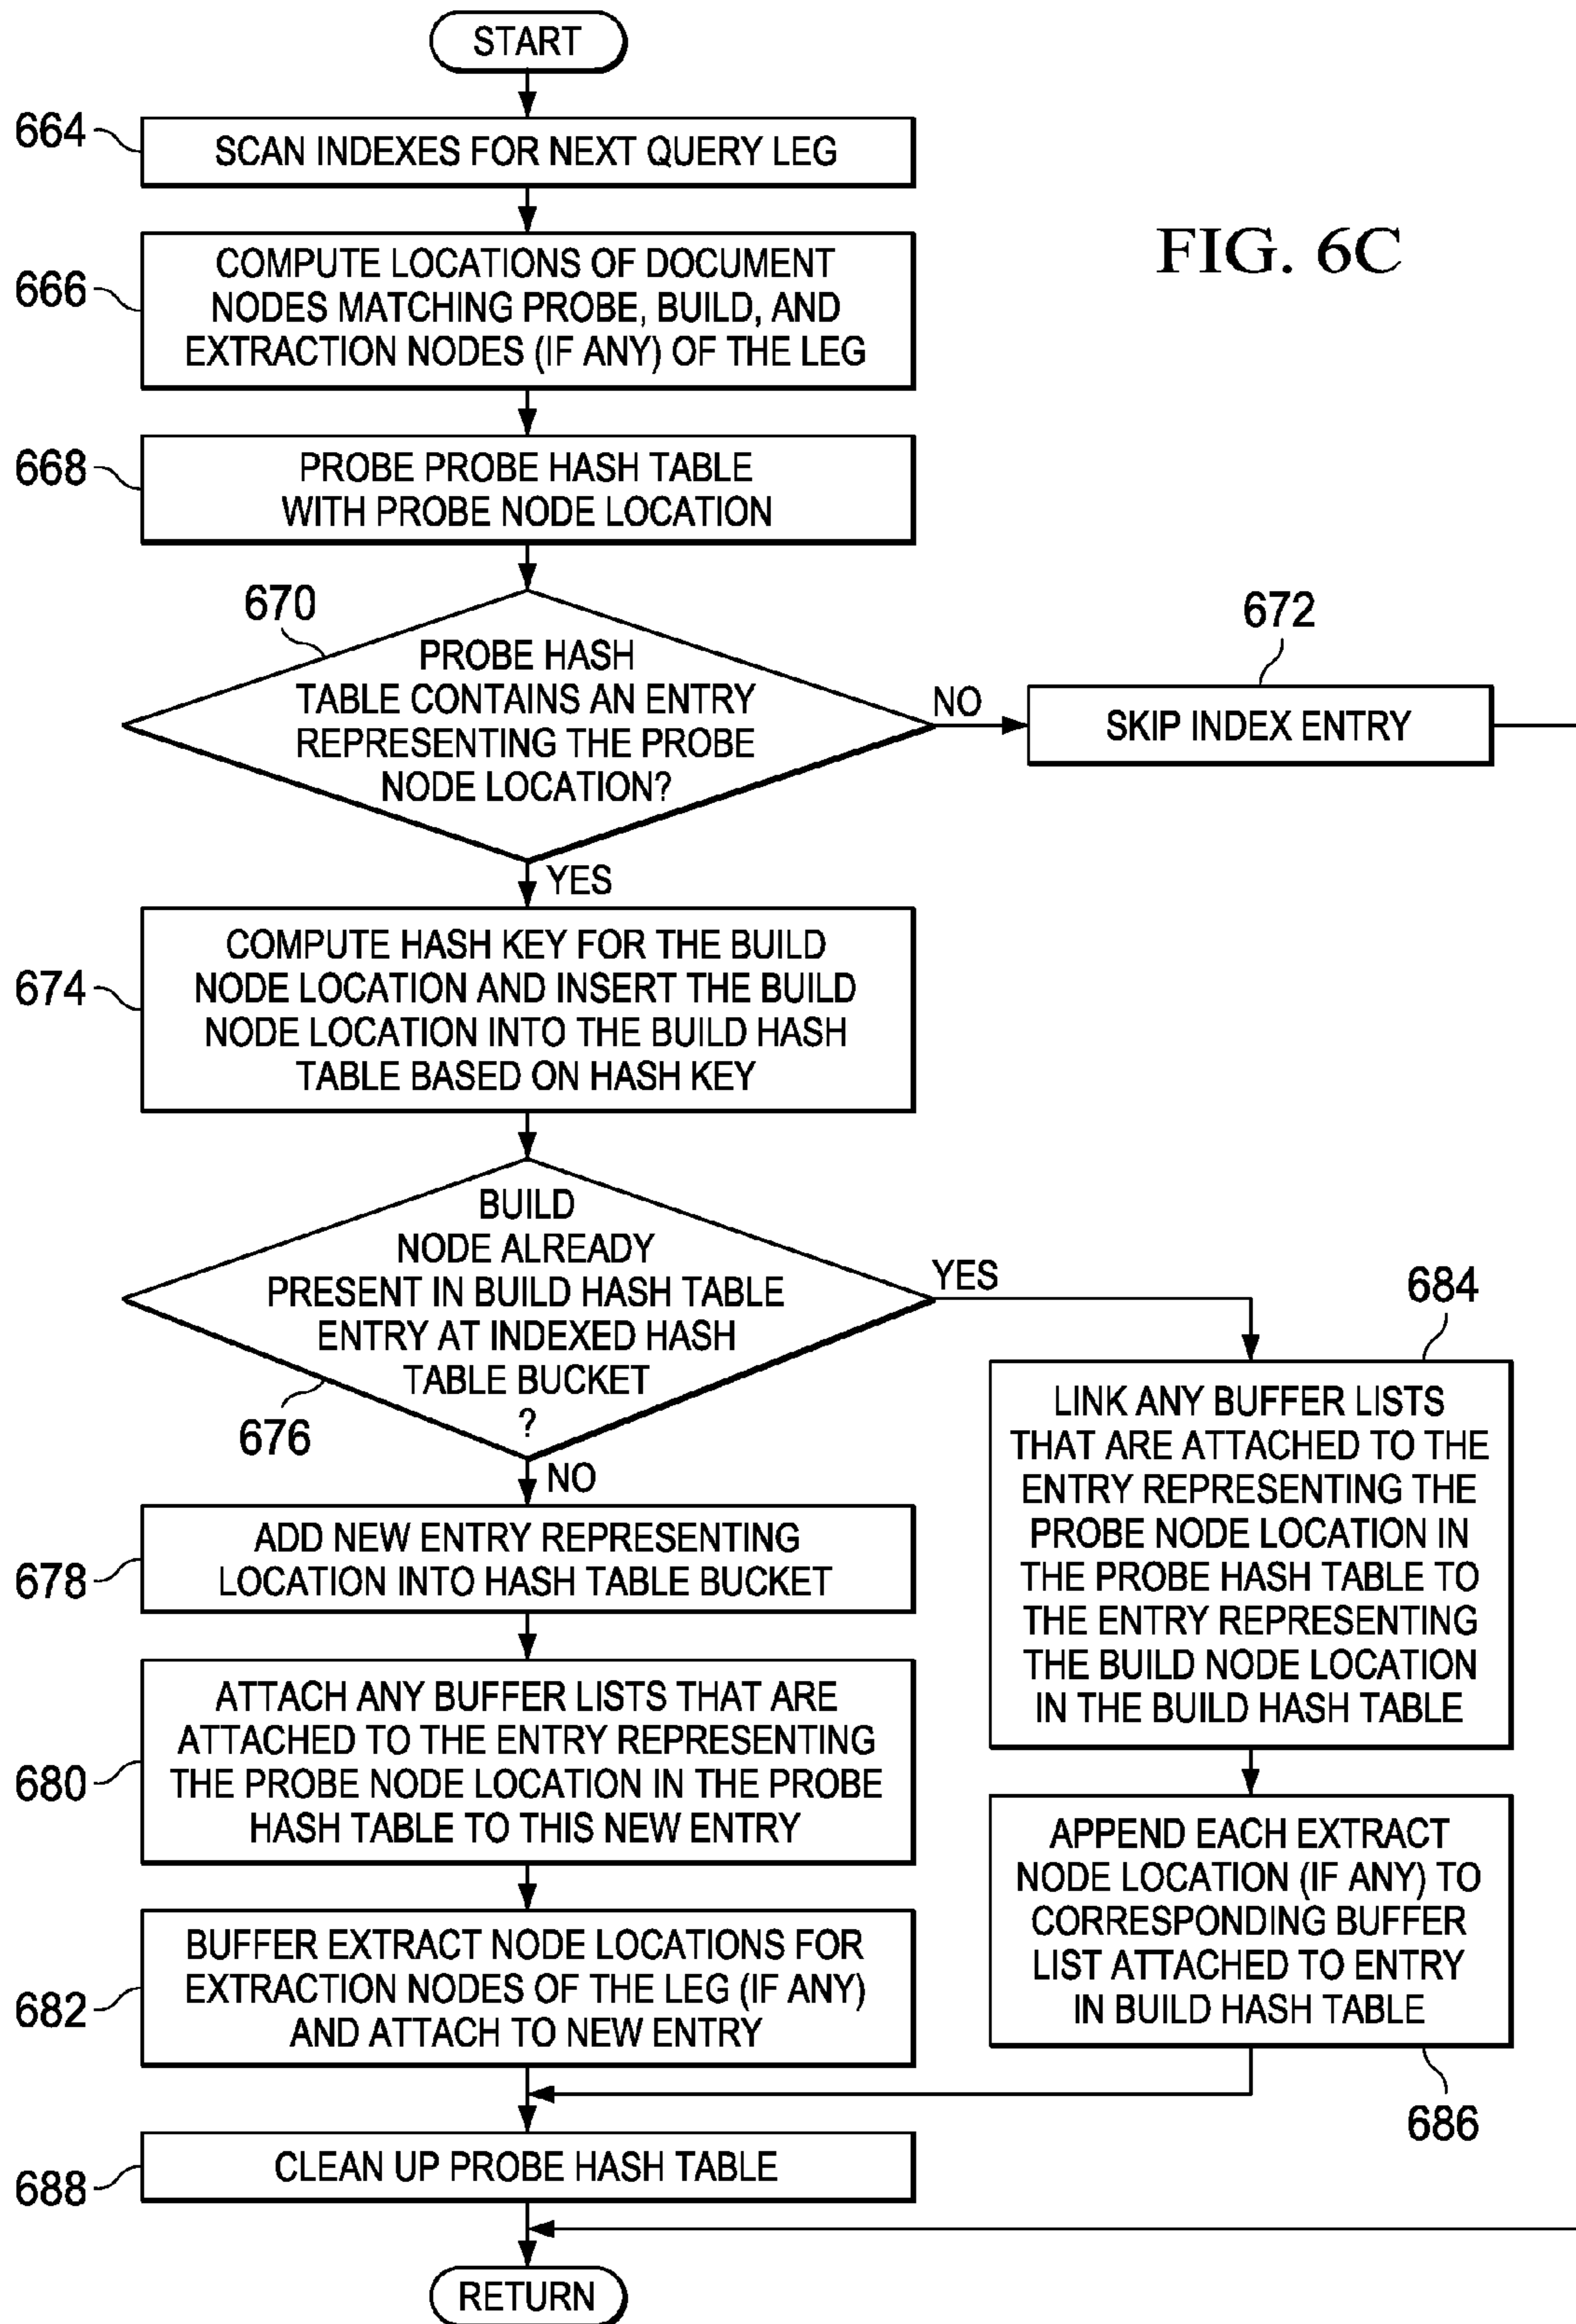 START
664
SCAN INDEXES FOR NEXT QUERY LEG
FIG. 6C
666
COMPUTE LOCATIONS OF DOCUMENT
NODES MATCHING PROBE, BUILD, AND
EXTRACTION NODES (IF ANY) OF THE LEG
668
PROBE PROBE HASH TABLE
WITH PROBE NODE LOCATION
670
PROBE HASH
TABLE CONTAINS AN ENTRY
REPRESENTING THE PROBE
NODE LOCATION?
NO
672
SKIP INDEX ENTRY
YES
674
COMPUTE HASH KEY FOR THE BUILD
NODE LOCATION AND INSERT THE BUILD
NODE LOCATION INTO THE BUILD HASH
TABLE BASED ON HASH KEY
BUILD
NODE ALREADY
PRESENT IN BUILD HASH TABLE
ENTRY AT INDEXED HASH
TABLE BUCKET
?
676
YES
NO
678
ADD NEW ENTRY REPRESENTING
LOCATION INTO HASH TABLE BUCKET
680
ATTACH ANY BUFFER LISTS THAT ARE
ATTACHED TO THE ENTRY REPRESENTING
THE PROBE NODE LOCATION IN THE PROBE
HASH TABLE TO THIS NEW ENTRY
682
BUFFER EXTRACT NODE LOCATIONS FOR
EXTRACTION NODES OF THE LEG (IF ANY)
AND ATTACH TO NEW ENTRY
684
LINK ANY BUFFER LISTS
THAT ARE ATTACHED TO THE
ENTRY REPRESENTING THE
PROBE NODE LOCATION IN
THE PROBE HASH TABLE TO
THE ENTRY REPRESENTING
THE BUILD NODE LOCATION
IN THE BUILD HASH TABLE
APPEND EACH EXTRACT
NODE LOCATION (IF ANY) TO
CORRESPONDING BUFFER
LIST ATTACHED TO ENTRY
IN BUILD HASH TABLE
686
688
CLEAN UP PROBE HASH TABLE
RETURN